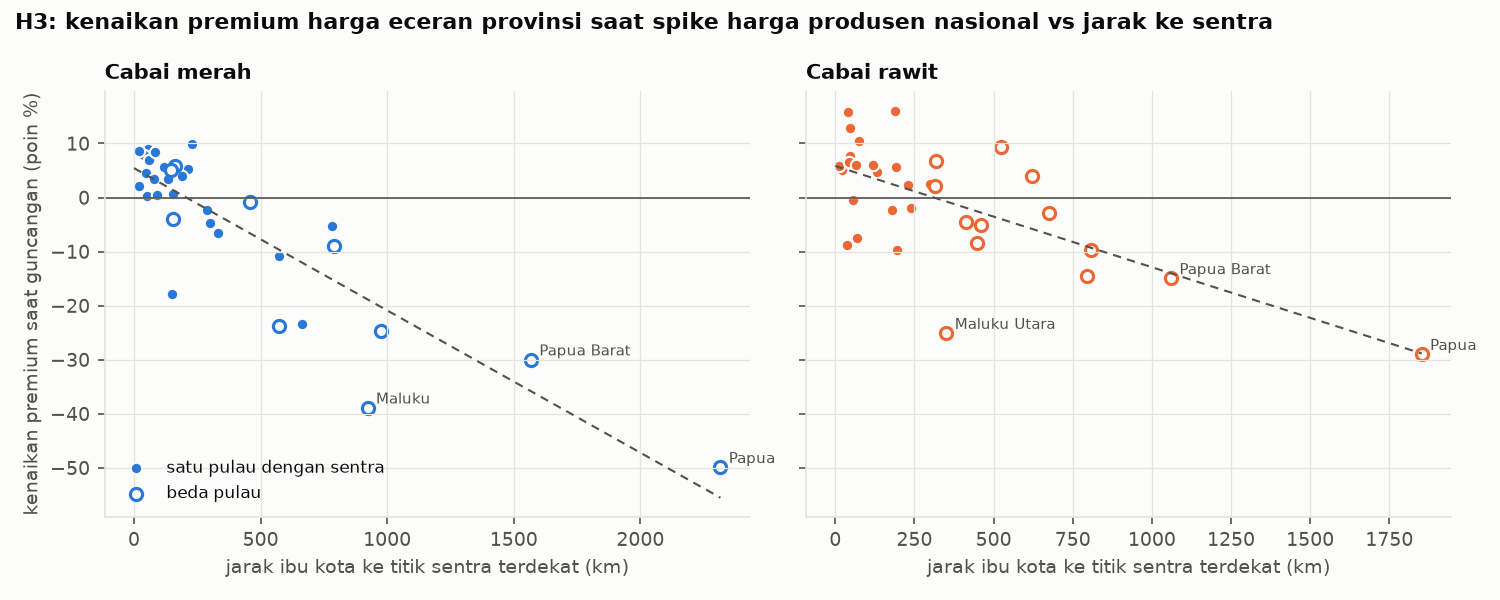 H3: kenaikan premium harga eceran provinsi saat spike harga produsen nasional vs jarak ke sentra
Cabai merah
kenaikan premium saat guncangan (poin %)
10
0
−10
−20
−30
−40
−50
Papua Barat
Maluku
Papua
satu pulau dengan sentra
beda pulau
0 500 1000 1500 2000
jarak ibu kota ke titik sentra terdekat (km)
Cabai rawit
Papua Barat
Maluku Utara
Papua
0 250 500 750 1000 1250 1500 1750
jarak ibu kota ke titik sentra terdekat (km)